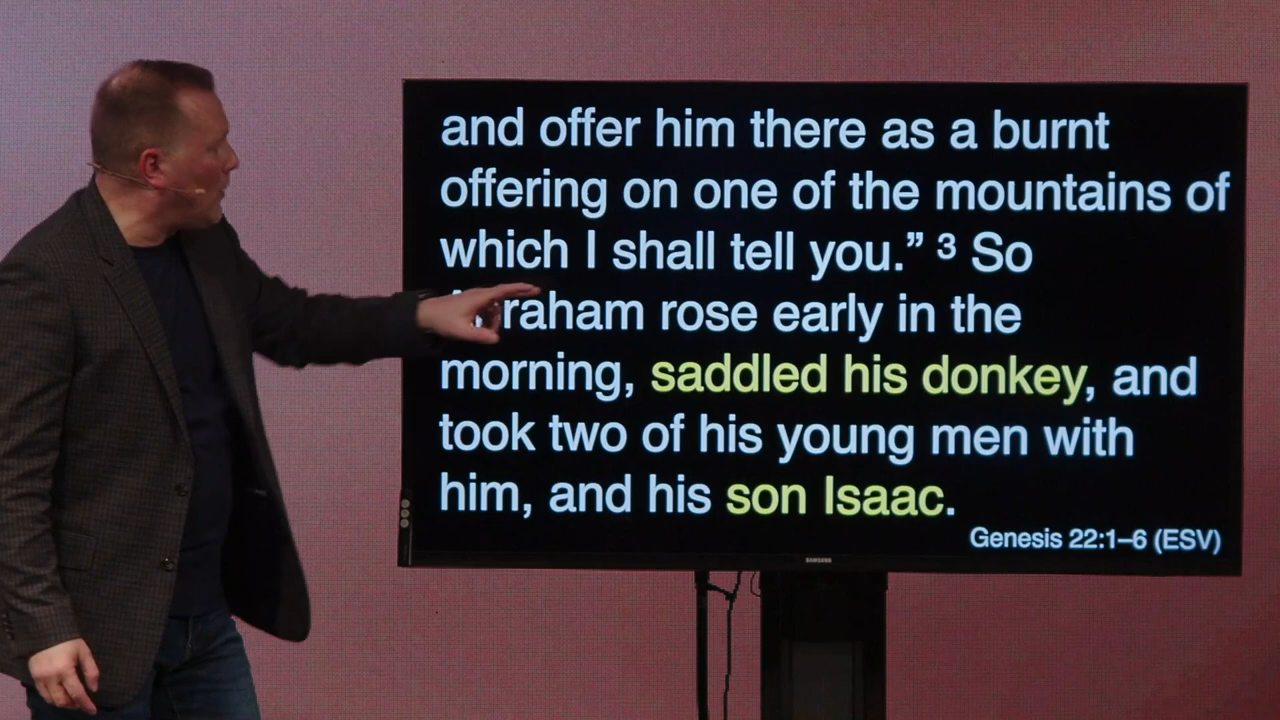 and offer him there as a burnt
offering on one of the mountains of
which I shall tell you.” ³ So
raham rose early in the
morning, saddled his donkey, and
took two of his young men with
him, and his son Isaac.
Genesis 22:1–6 (ESV)
SAMSUNG